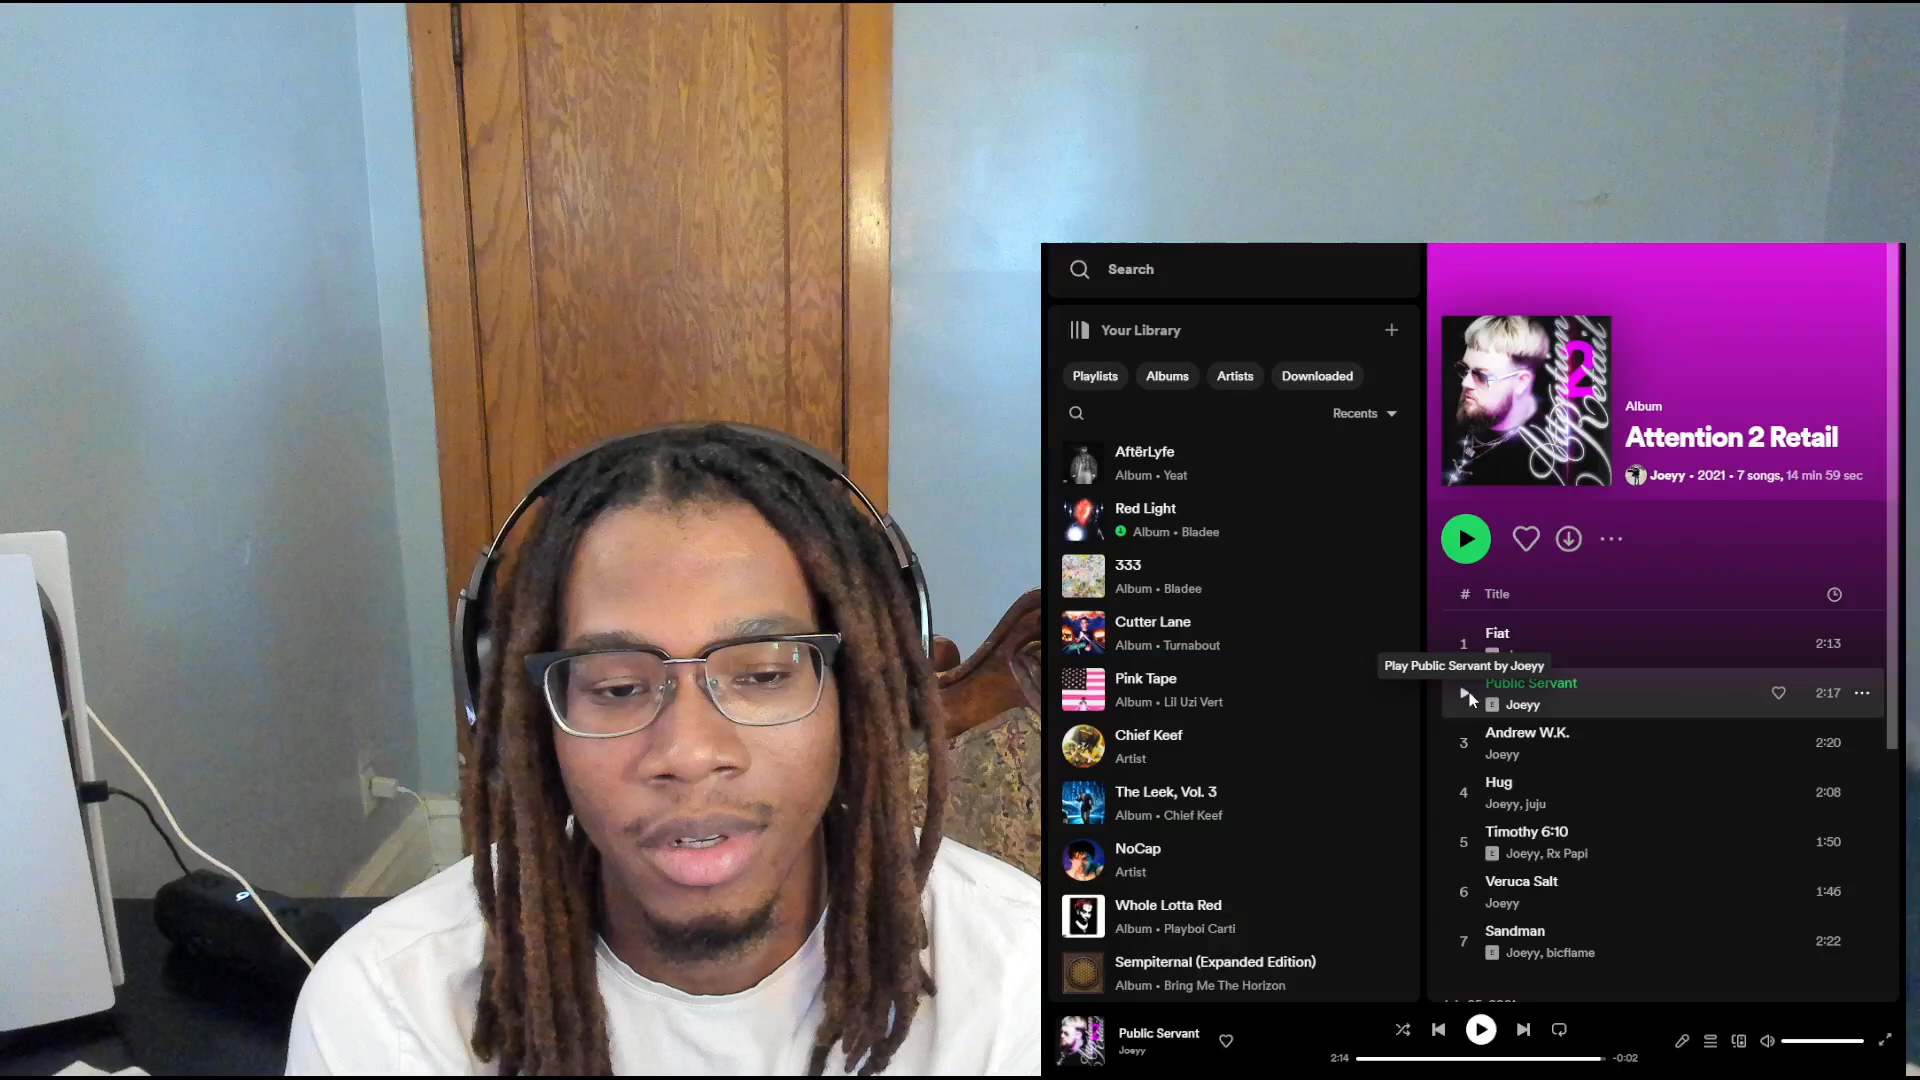 Search
Your Library
Playlists
Albums
Artists
Downloaded
Recents
AftërLyfe
Album • Yeat
Red Light
Album • Bladee
333
Album • Bladee
Cutter Lane
Album • Turnabout
Pink Tape
Album • Lil Uzi Vert
Chief Keef
Artist
The Leek, Vol. 3
Album • Chief Keef
NoCap
Artist
Whole Lotta Red
Album • Playboi Carti
Sempiternal (Expanded Edition)
Album • Bring Me The Horizon
Attention
2
Retail
Album
Attention 2 Retail
Joeyy • 2021 • 7 songs, 14 min 59 sec
# Title
1 Fiat 2:13
Play Public Servant by Joeyy
Public Servant 2:17
E Joeyy
3 Andrew W.K. 2:20
Joeyy
4 Hug 2:08
Joeyy, juju
5 Timothy 6:10 1:50
E Joeyy, Rx Papi
6 Veruca Salt 1:46
Joeyy
7 Sandman 2:22
E Joeyy, bicflame
Public Servant
Joeyy
2:14
-0:02